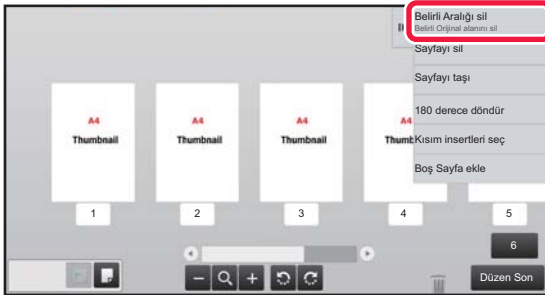 Belirli Aralığı sil
Belirli Orijinal alanını sil
Sayfayı sil
Sayfayı taşı
180 derece döndür
Kısım insertleri seç
Boş Sayfa ekle
A4
Thumbnail
A4
Thumbnail
A4
Thumbnail
A4
1
2
3
4
5
6
Düzen Son